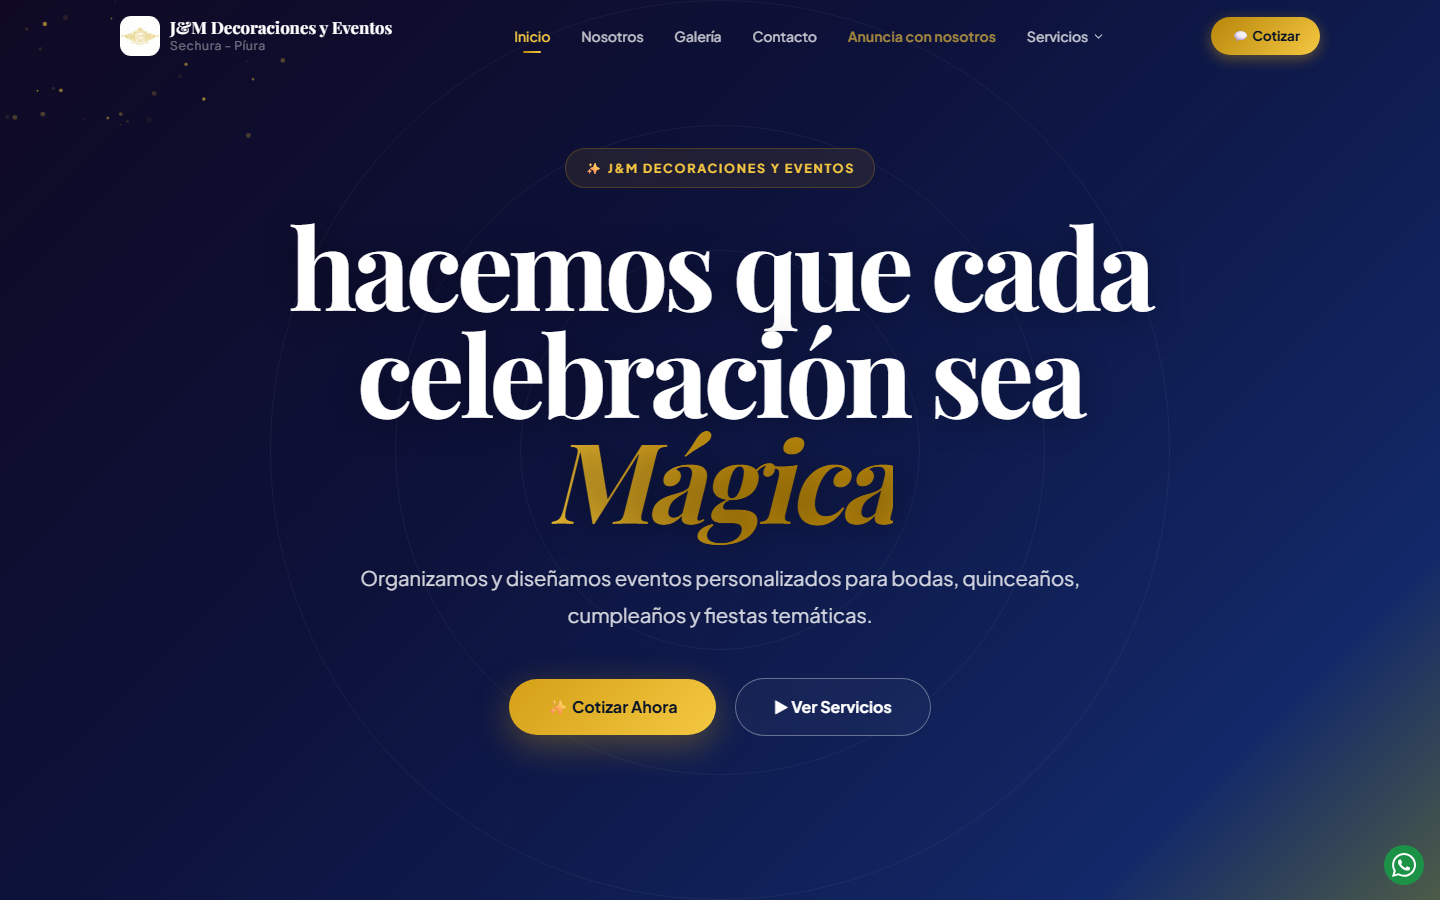 J&M Decoraciones y Eventos
Sechura - Piura
Inicio
Nosotros
Galería
Contacto
Anuncia con nosotros
Servicios
Cotizar
J&M DECORACIONES Y EVENTOS
hacemos que cada
celebración sea
Mágica
Organizamos y diseñamos eventos personalizados para bodas, quinceaños,
cumpleaños y fiestas temáticas.
Cotizar Ahora
Ver Servicios